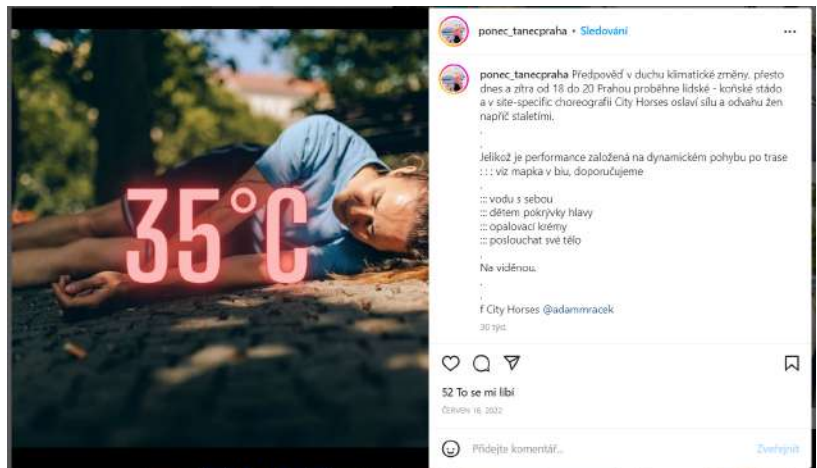 35°C
ponec_tanecpraha • Sledování
...
ponec_tanecpraha Předpověď v duchu klimatické změny, přesto
dnes a zítra od 18 do 20 Prahou proběhne lidské - koňské stádo
a v site-specific choreografii City Horses oslaví sílu a odvahu žen
napříč staletími.
.
.
Jelikož je performance založená na dynamickém pohybu po trase
: : : viz mapka v biu, doporučujeme
.
::: vodu s sebou
::: dětem pokrývky hlavy
::: opalovací krémy
::: poslouchat své tělo
.
Na viděnou.
.
.
f City Horses @adammracek
30 týd.
52 To se mi líbí
ČERVEN 16, 2022
Přidejte komentář...
Zveřejnit